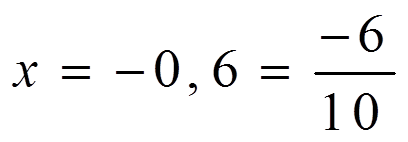 x = −0,6 = −6/10